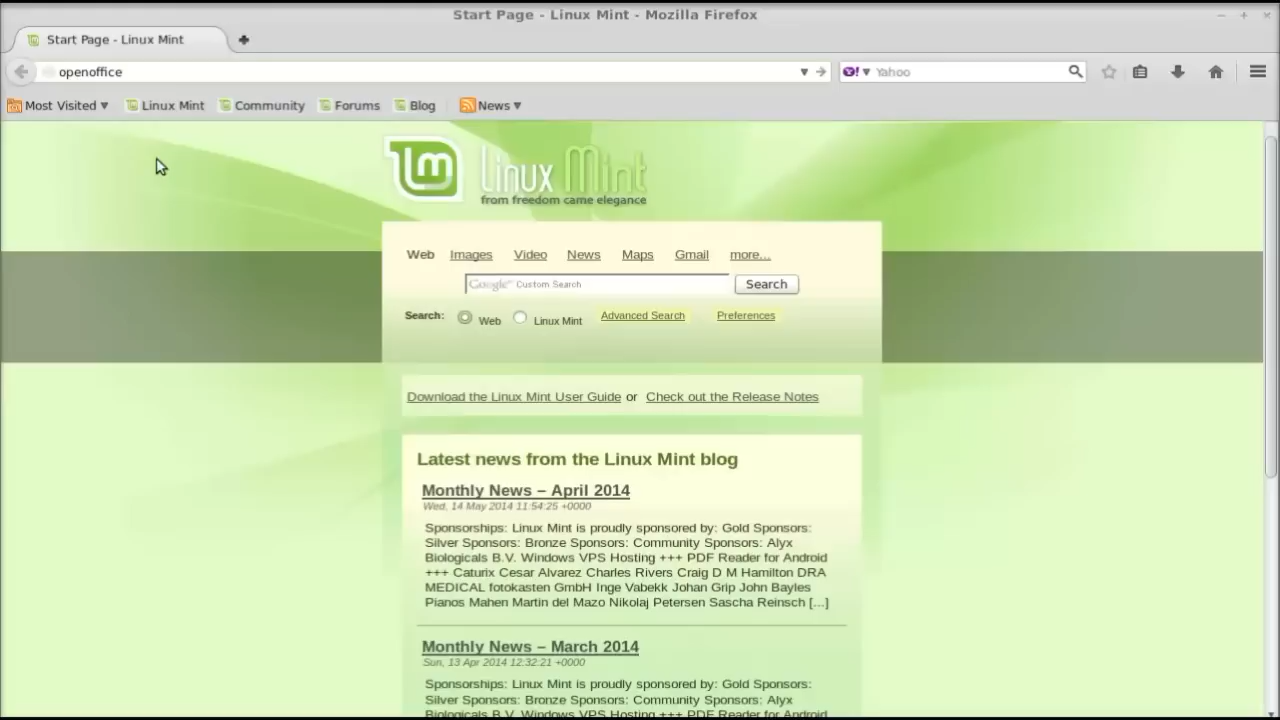 Start Page - Linux Mint - Mozilla Firefox
Start Page - Linux Mint
openoffice
Yahoo
Most Visited
Linux Mint
Community
Forums
Blog
News
Linux Mint
from freedom came elegance
Web Images Video News Maps Gmail more...
Google™ Custom Search
Search
Search: Web Linux Mint Advanced Search Preferences
Download the Linux Mint User Guide or Check out the Release Notes
Latest news from the Linux Mint blog
Monthly News – April 2014
Wed, 14 May 2014 11:54:25 +0000
Sponsorships: Linux Mint is proudly sponsored by: Gold Sponsors:
Silver Sponsors: Bronze Sponsors: Community Sponsors: Alyx
Biologicals B.V. Windows VPS Hosting +++ PDF Reader for Android
+++ Caturix Cesar Alvarez Charles Rivers Craig D M Hamilton DRA
MEDICAL fotokasten GmbH Inge Vabekk Johan Grip John Bayles
Pianos Mahen Martin del Mazo Nikolaj Petersen Sascha Reinsch [...]
Monthly News – March 2014
Sun, 13 Apr 2014 12:32:21 +0000
Sponsorships: Linux Mint is proudly sponsored by: Gold Sponsors:
Silver Sponsors: Bronze Sponsors: Community Sponsors: Alyx
Biologicals B.V. Windows VPS Hosting +++ PDF Reader for Android